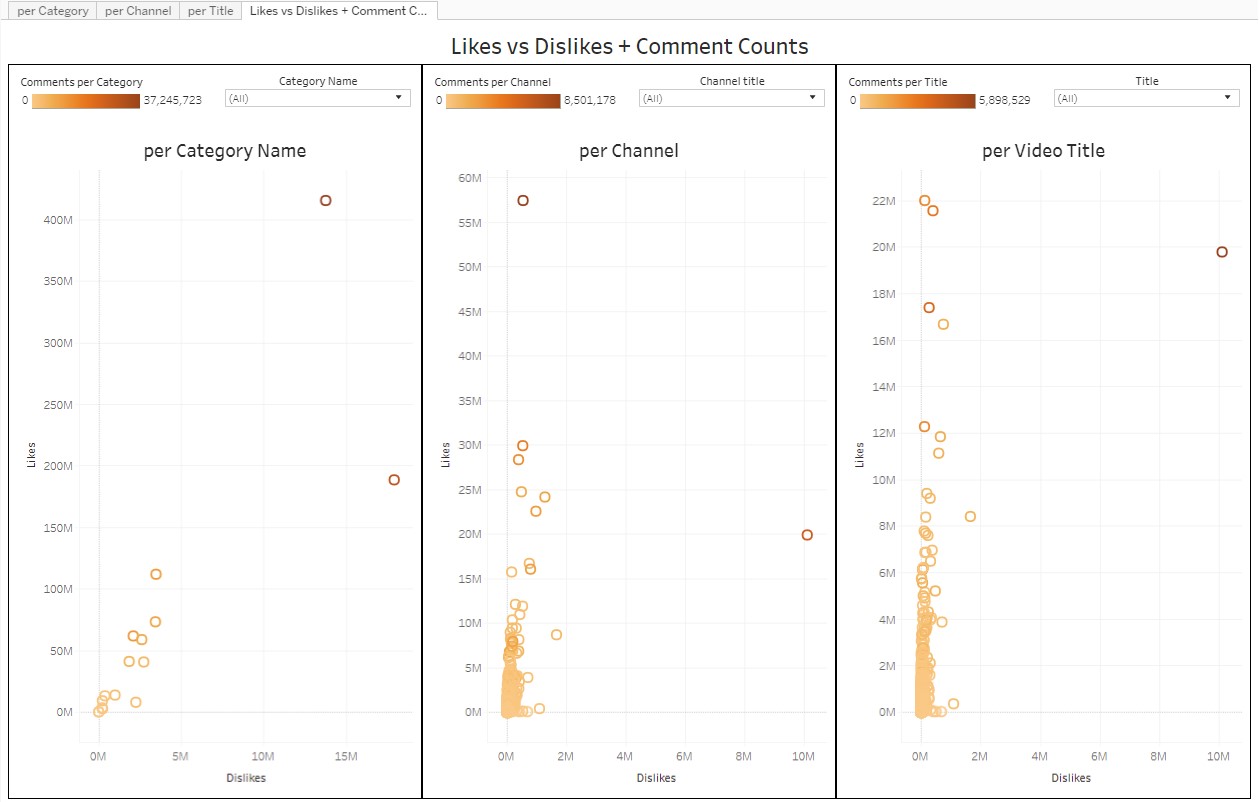 per Category per Channel per Title Likes vs Dislikes + Comment C...
Likes vs Dislikes + Comment Counts
Comments per Category
0 37,245,723
Category Name
(All)
per Category Name
400M
350M
300M
250M
200M
150M
100M
50M
0M
Likes
0M 5M 10M 15M
Dislikes
Comments per Channel
0 8,501,178
Channel title
(All)
per Channel
60M
55M
50M
45M
40M
35M
30M
25M
20M
15M
10M
5M
0M
Likes
0M 2M 4M 6M 8M 10M
Dislikes
Comments per Title
0 5,898,529
Title
(All)
per Video Title
22M
20M
18M
16M
14M
12M
10M
8M
6M
4M
2M
0M
Likes
0M 2M 4M 6M 8M 10M
Dislikes